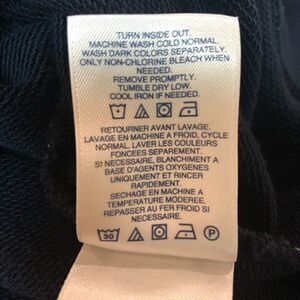 TURN INSIDE OUT.
MACHINE WASH COLD NORMAL.
WASH DARK COLORS SEPARATELY.
ONLY NON-CHLORINE BLEACH WHEN
NEEDED.
REMOVE PROMPTLY.
TUMBLE DRY LOW.
COOL IRON IF NEEDED.
RETOURNER AVANT LAVAGE.
LAVAGE EN MACHINE A FROID, CYCLE
NORMAL. LAVER LES COULEURS
FONCEES SEPAREMENT.
SI NECESSAIRE, BLANCHIMENT A
BASE D'AGENTS OXYGENES
UNIQUEMENT ET RINCER
RAPIDEMENT.
SECHAGE EN MACHINE A
TEMPERATURE MODEREE.
REPASSER AU FER FROID SI
NECESSAIRE.
30 P